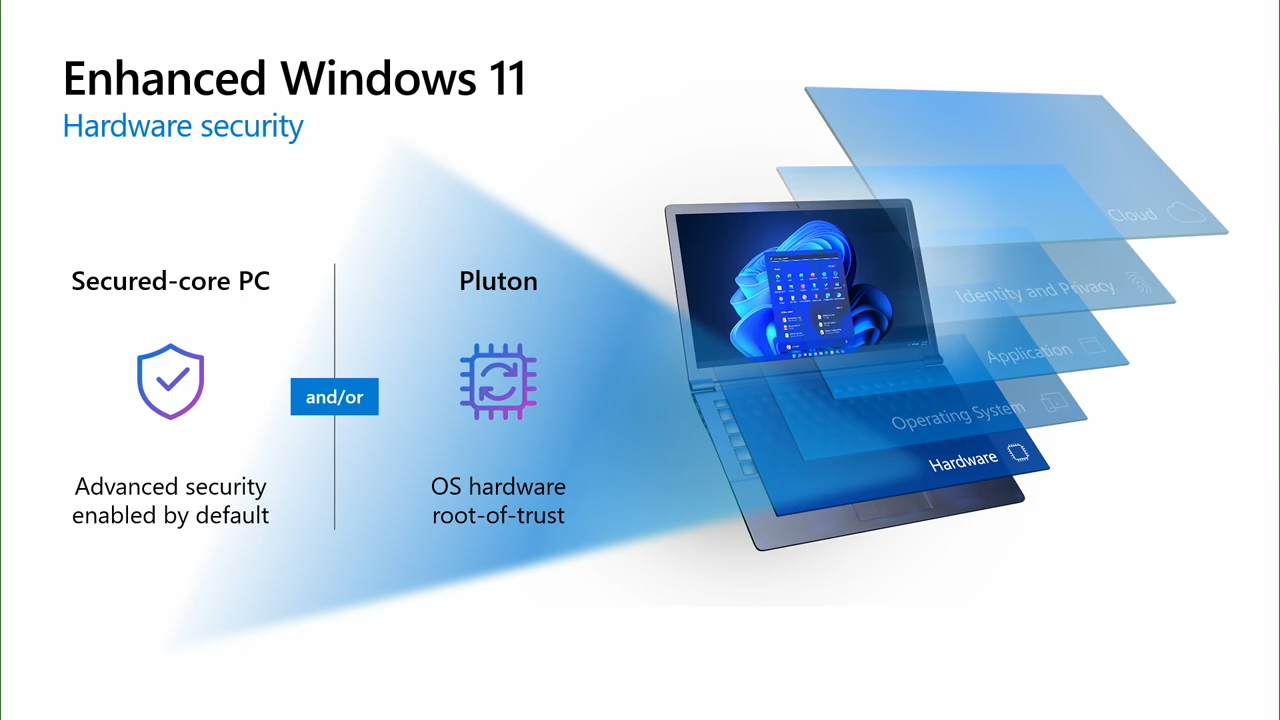 Enhanced Windows 11
Hardware security
Secured-core PC
and/or
Pluton
Advanced security
enabled by default
OS hardware
root-of-trust
Cloud
Identity and Privacy
Application
Operating System
Hardware